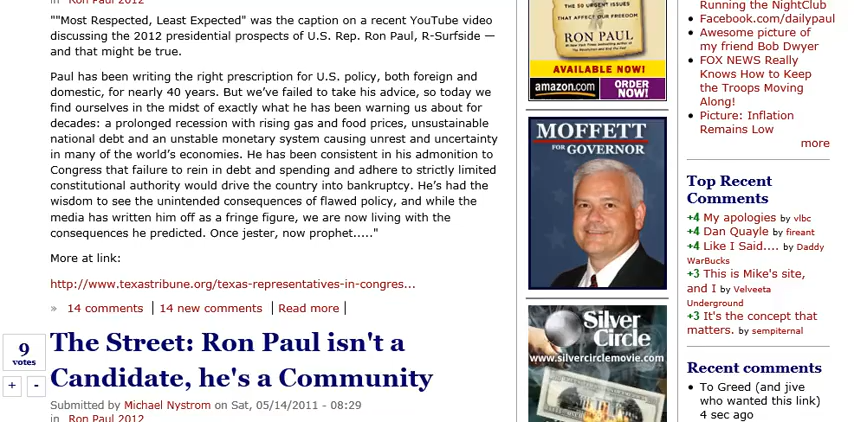 in Ron Paul 2012
""Most Respected, Least Expected" was the caption on a recent YouTube video
discussing the 2012 presidential prospects of U.S. Rep. Ron Paul, R-Surfside —
and that might be true.
Paul has been writing the right prescription for U.S. policy, both foreign and
domestic, for nearly 40 years. But we've failed to take his advice, so today we
find ourselves in the midst of exactly what he has been warning us about for
decades: a prolonged recession with rising gas and food prices, unsustainable
national debt and an unstable monetary system causing unrest and uncertainty
in many of the world's economies. He has been consistent in his admonition to
Congress that failure to rein in debt and spending and adhere to strictly limited
constitutional authority would drive the country into bankruptcy. He's had the
wisdom to see the unintended consequences of flawed policy, and while the
media has written him off as a fringe figure, we are now living with the
consequences he predicted. Once jester, now prophet....."
More at link:
http://www.texastribune.org/texas-representatives-in-congres...
» 14 comments | 14 new comments | Read more |
9
votes
+ -
The Street: Ron Paul isn't a
Candidate, he's a Community
Submitted by Michael Nystrom on Sat, 05/14/2011 - 08:29
in Ron Paul 2012
THE 50 URGENT ISSUES
THAT AFFECT OUR FREEDOM
RON PAUL
AVAILABLE NOW!
amazon.com
ORDER
NOW!
MOFFETT
FOR GOVERNOR
Silver
Circle
www.silvercirclemovie.com
Running the NightClub
• Facebook.com/dailypaul
• Awesome picture of
my friend Bob Dwyer
• FOX NEWS Really
Knows How to Keep
the Troops Moving
Along!
• Picture: Inflation
Remains Low
more
Top Recent
Comments
+4 My apologies by vlbc
+4 Dan Quayle by fireant
+4 Like I Said.... by Daddy
WarBucks
+3 This is Mike's site,
and I by Velveeta
Underground
+3 It's the concept that
matters. by sempiternal
Recent comments
• To Greed (and jive
who wanted this link)
4 sec ago